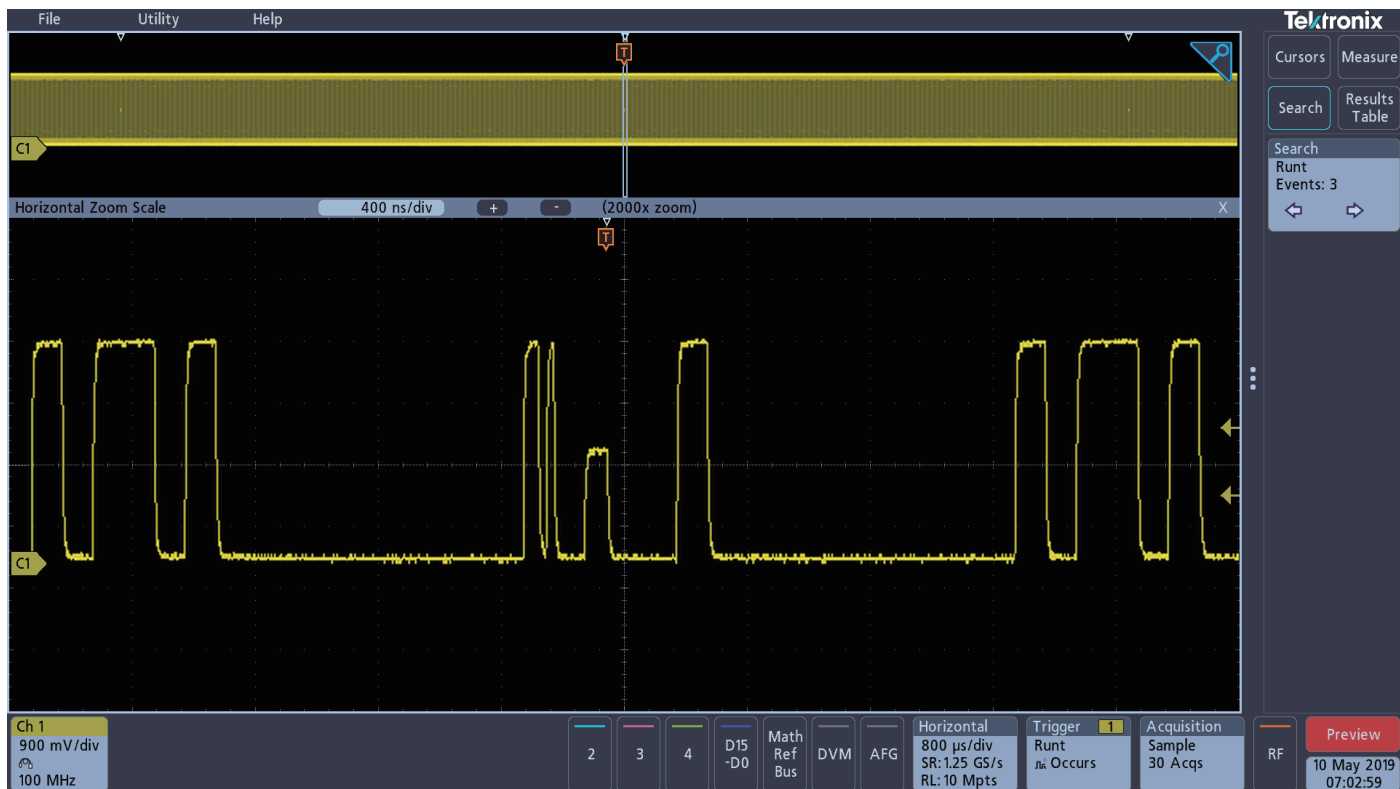 File Utility Help
Tektronix
Cursors Measure
Search Results Table
T
C1
Search
Runt
Events: 3
Horizontal Zoom Scale 400 ns/div + - (2000x zoom) X
T
C1
Ch 1
900 mV/div
100 MHz
2
3
4
D15
-D0
Math
Ref
Bus
DVM
AFG
Horizontal
800 µs/div
SR:1.25 GS/s
RL: 10 Mpts
Trigger 1
Runt
Occurs
Acquisition
Sample
30 Acqs
RF
Preview
10 May 2019
07:02:59